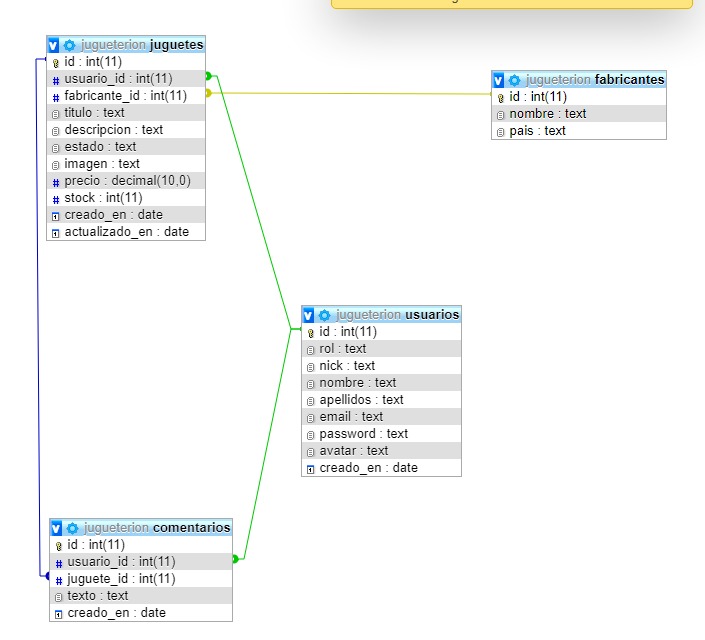 jugueterion juguetes
id : int(11)
usuario_id : int(11)
fabricante_id : int(11)
titulo : text
descripcion : text
estado : text
imagen : text
precio : decimal(10,0)
stock : int(11)
creado_en : date
actualizado_en : date
jugueterion fabricantes
id : int(11)
nombre : text
pais : text
jugueterion usuarios
id : int(11)
rol : text
nick : text
nombre : text
apellidos : text
email : text
password : text
avatar : text
creado_en : date
jugueterion comentarios
id : int(11)
usuario_id : int(11)
juguete_id : int(11)
texto : text
creado_en : date